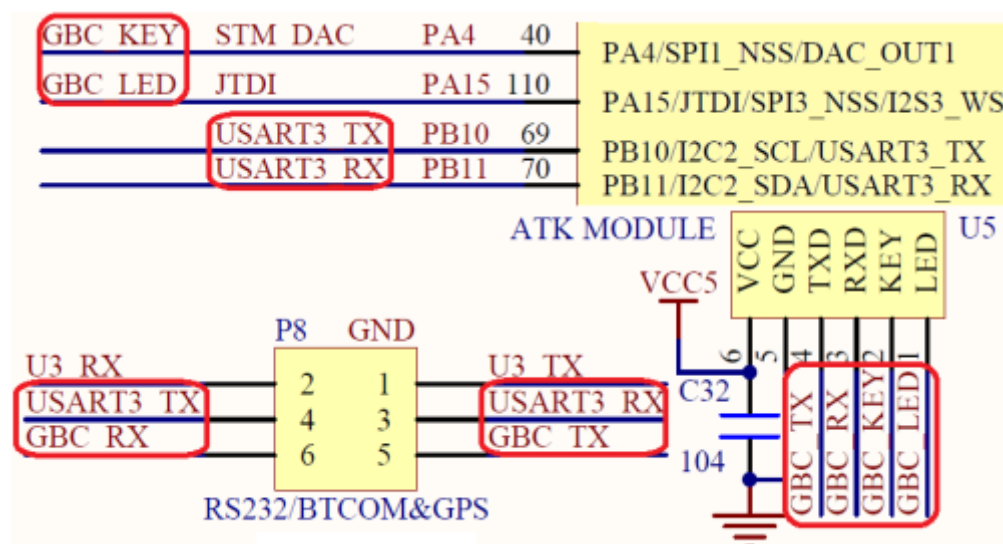 GBC_KEY STM_DAC PA4 40 PA4/SPI1_NSS/DAC_OUT1
GBC_LED JTDI PA15 110 PA15/JTDI/SPI3_NSS/I2S3_WS
USART3_TX PB10 69 PB10/I2C2_SCL/USART3_TX
USART3_RX PB11 70 PB11/I2C2_SDA/USART3_RX
ATK MODULE U5
VCC GND TXD RXD KEY LED
VCC5
6 5 4 3 2 1
GBC_TX GBC_RX GBC_KEY GBC_LED
C32
104
P8 GND
U3_RX 2 1 U3_TX
USART3_TX 4 3 USART3_RX
GBC_RX 6 5 GBC_TX
RS232/BTCOM&GPS